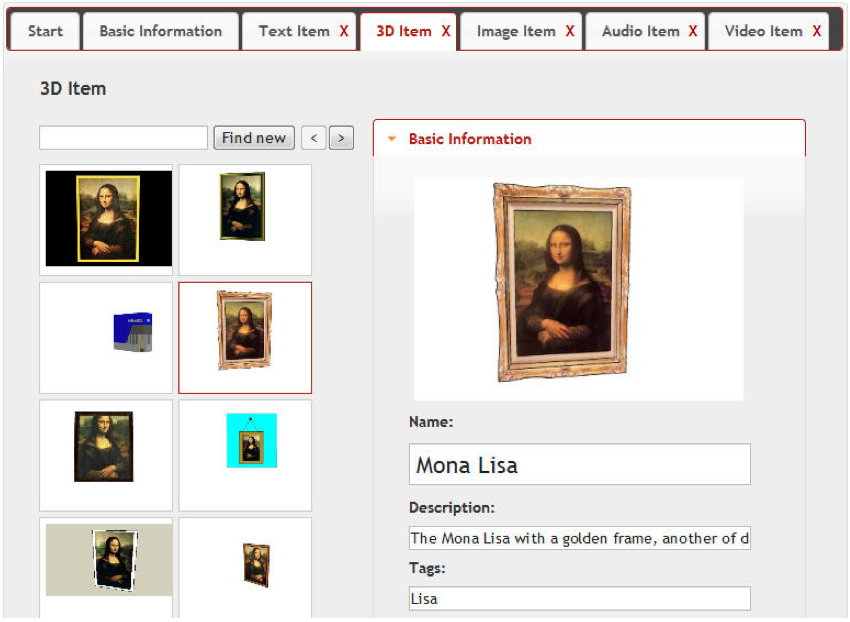 Start Basic Information Text Item X 3D Item X Image Item X Audio Item X Video Item X
3D Item
Find new < >
Basic Information
Name:
Mona Lisa
Description:
The Mona Lisa with a golden frame, another of d
Tags:
Lisa